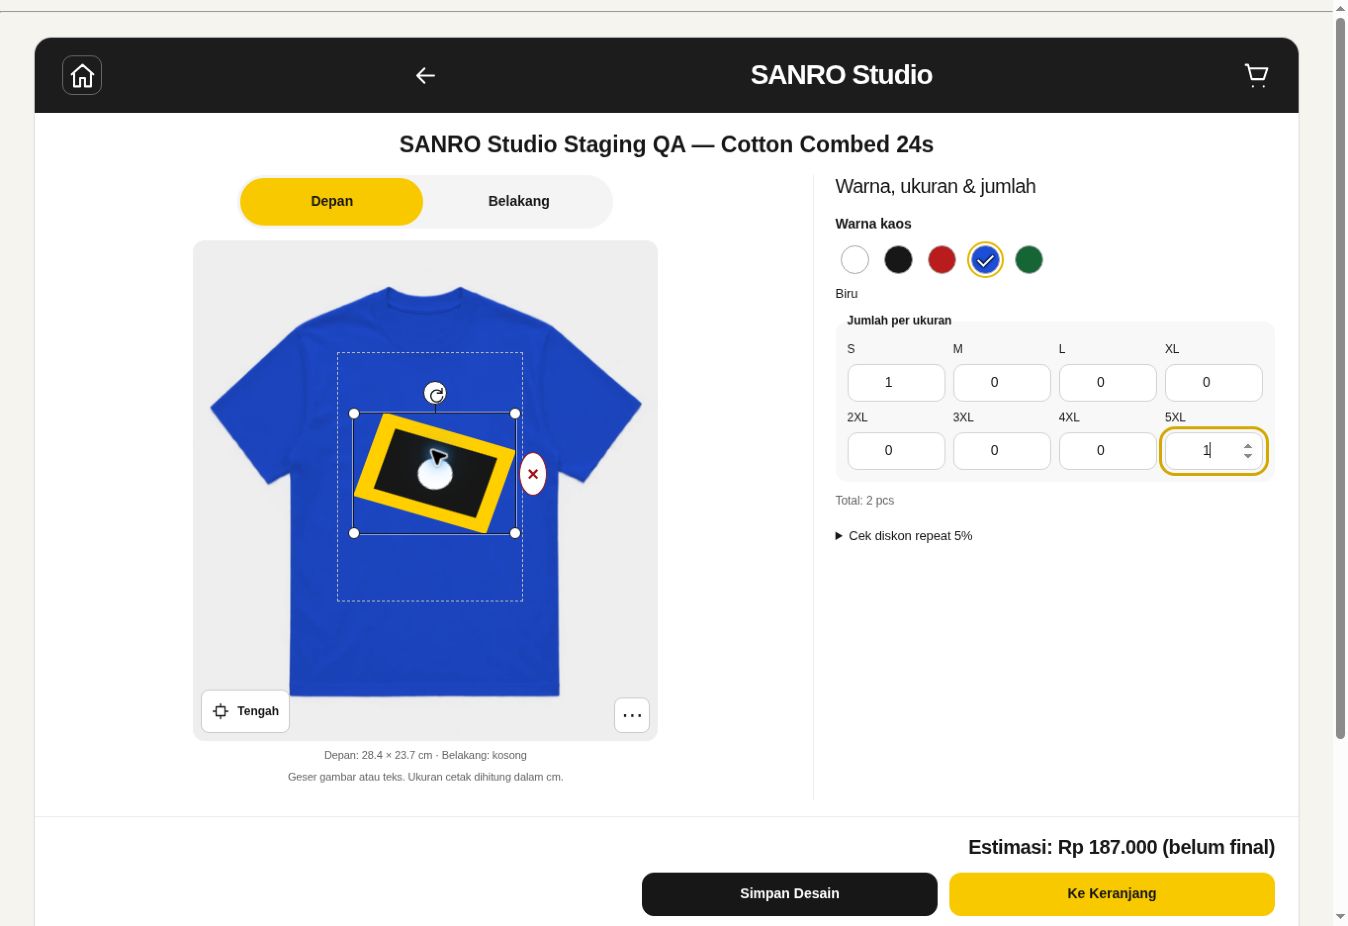 SANRO Studio
SANRO Studio Staging QA — Cotton Combed 24s
Depan
Belakang
Tengah
Depan: 28.4 × 23.7 cm · Belakang: kosong
Geser gambar atau teks. Ukuran cetak dihitung dalam cm.
Warna, ukuran & jumlah
Warna kaos
Biru
Jumlah per ukuran
S M L XL
1 0 0 0
2XL 3XL 4XL 5XL
0 0 0 1
Total: 2 pcs
Cek diskon repeat 5%
Estimasi: Rp 187.000 (belum final)
Simpan Desain
Ke Keranjang